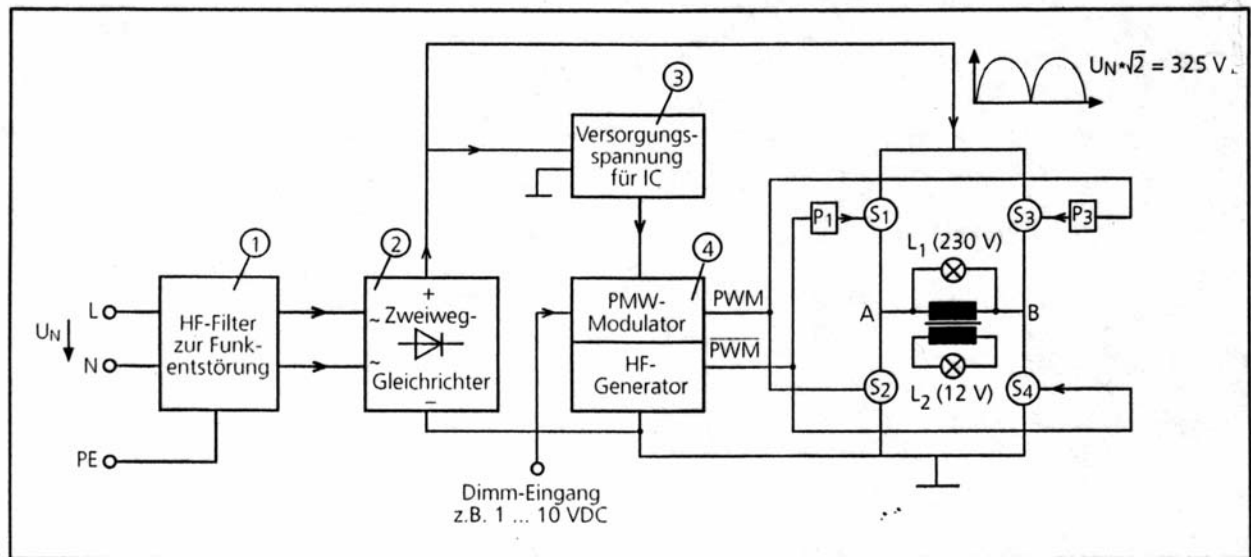 U_N·√2 = 325 V
3
Versorgungs-
spannung
für IC
1
2
4
P1
S1
S3
P3
L1 (230 V)
+
L
HF-Filter
zur Funk-
entstörung
~
Zweiweg-
PMW-
Modulator
PWM
A
B
U_N
N
~
Gleichrichter
HF-
Generator
P̅W̅M̅
−
S2
S4
L2 (12 V)
PE
Dimm-Eingang
z.B. 1 ... 10 VDC